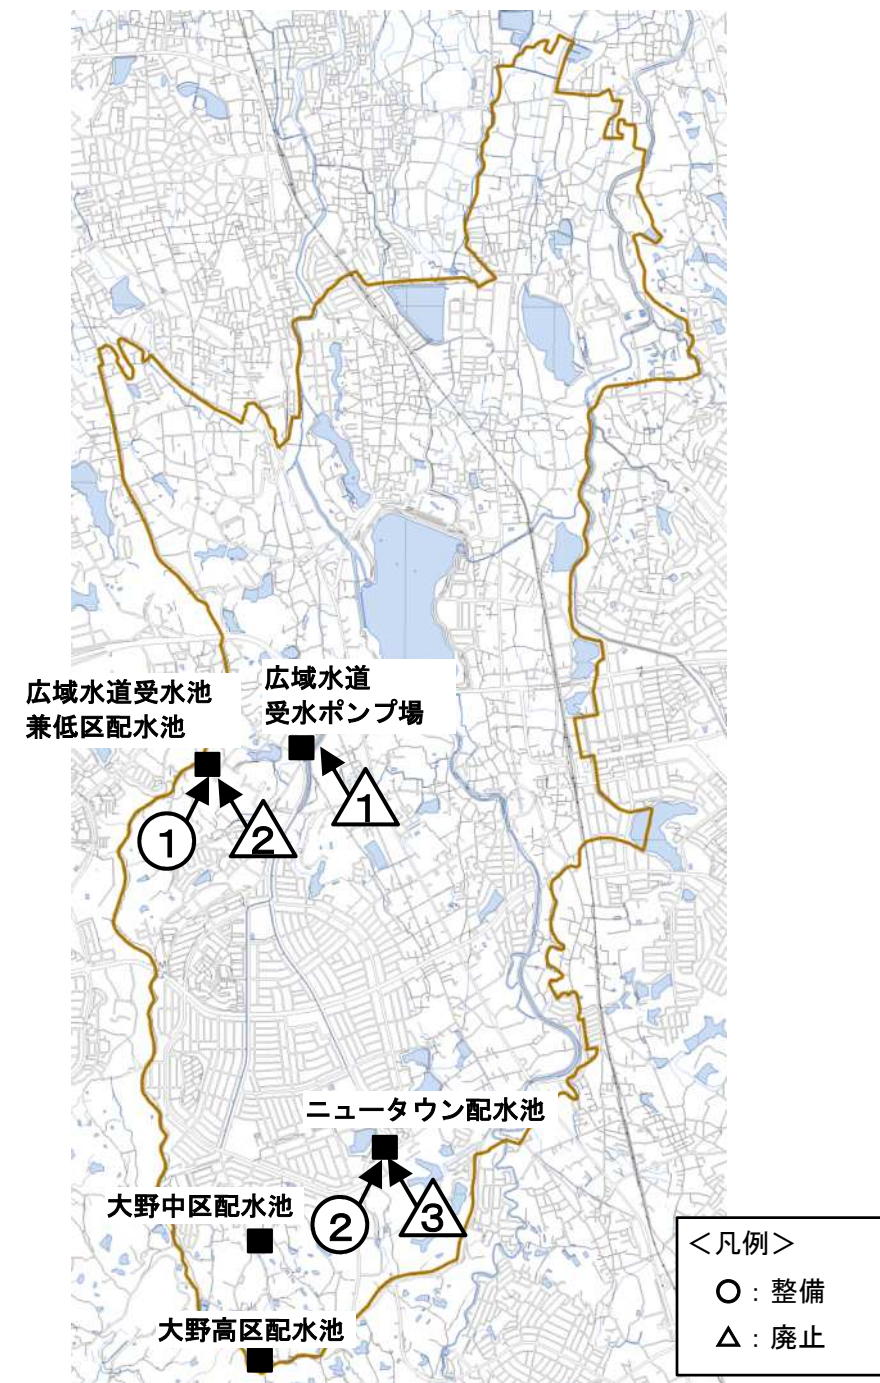 広域水道受水池
兼低区配水池
広域水道
受水ポンプ場
1
2
1
ニュータウン配水池
2
3
大野中区配水池
大野高区配水池
＜凡例＞
○：整備
△：廃止